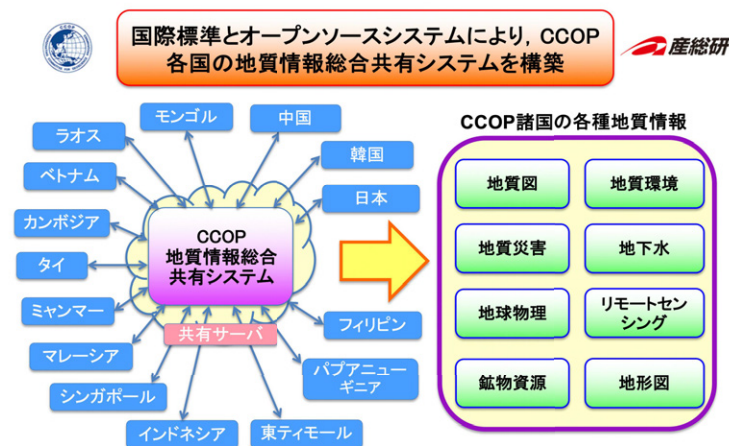 国際標準とオープンソースシステムにより，CCOP
各国の地質情報総合共有システムを構築
産総研
モンゴル
中国
ラオス
韓国
ベトナム
日本
カンボジア
タイ
ミャンマー
マレーシア
シンガポール
インドネシア
東ティモール
パプアニュー
ギニア
フィリピン
CCOP
地質情報総合
共有システム
共有サーバ
CCOP諸国の各種地質情報
地質図
地質環境
地質災害
地下水
地球物理
リモートセン
シング
鉱物資源
地形図